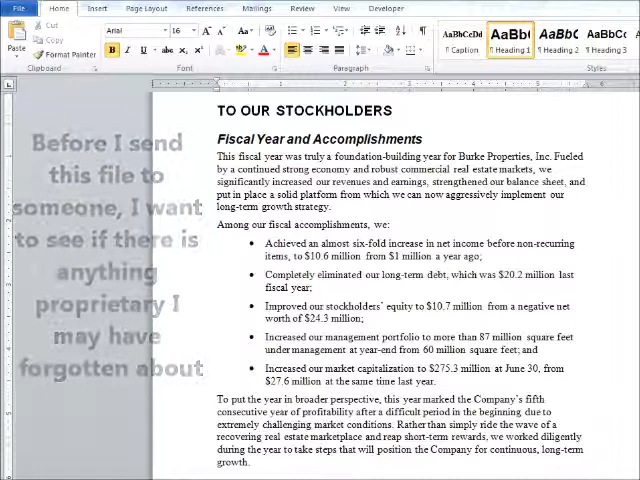 File Home Insert Page Layout References Mailings Review View Developer
Cut
Copy
Format Painter
Paste
Clipboard
Arial 16
Font
Paragraph
AaBbCcDd AaBb( AaBbC AaBbC
¶ Caption ¶ Heading 1 ¶ Heading 2 ¶ Heading 3
Styles
TO OUR STOCKHOLDERS
Fiscal Year and Accomplishments
This fiscal year was truly a foundation-building year for Burke Properties, Inc. Fueled
by a continued strong economy and robust commercial real estate markets, we
significantly increased our revenues and earnings, strengthened our balance sheet, and
put in place a solid platform from which we can now aggressively implement our
long-term growth strategy.
Among our fiscal accomplishments, we:
• Achieved an almost six-fold increase in net income before non-recurring
items, to $10.6 million from $1 million a year ago;
• Completely eliminated our long-term debt, which was $20.2 million last
fiscal year;
• Improved our stockholders' equity to $10.7 million from a negative net
worth of $24.3 million;
• Increased our management portfolio to more than 87 million square feet
under management at year-end from 60 million square feet; and
• Increased our market capitalization to $275.3 million at June 30, from
$27.6 million at the same time last year.
To put the year in broader perspective, this year marked the Company's fifth
consecutive year of profitability after a difficult period in the beginning due to
extremely challenging market conditions. Rather than simply ride the wave of a
recovering real estate marketplace and reap short-term rewards, we worked diligently
during the year to take steps that will position the Company for continuous, long-term
growth.
Before I send
this file to
someone, I want
to see if there is
anything
proprietary I
may have
forgotten about